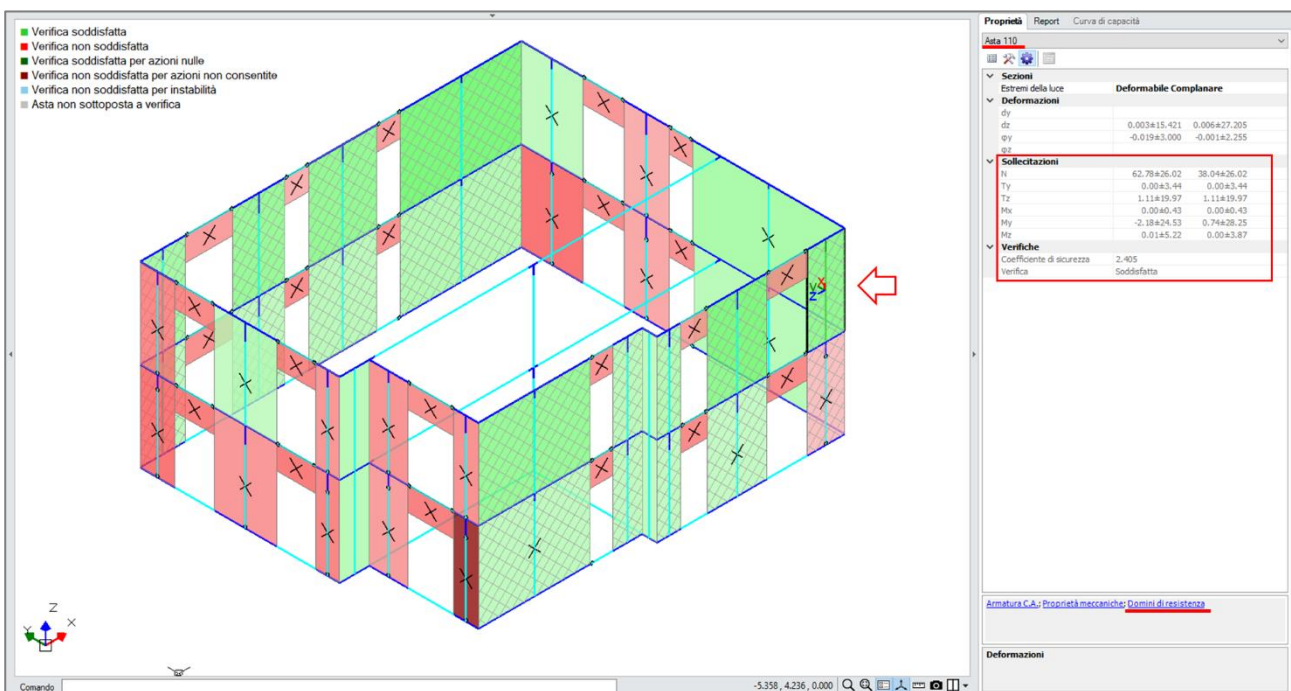 Verifica soddisfatta
Verifica non soddisfatta
Verifica soddisfatta per azioni nulle
Verifica non soddisfatta per azioni non consentite
Verifica non soddisfatta per instabilità
Asta non sottoposta a verifica
Z
X
Y
x
y
z
Comando
-5.358 , 4.236 , 0.000
Proprietà Report Curva di capacità
Asta 110
Sezioni
Estremi della luce Deformabile Complanare
Deformazioni
dy
dz 0.003±15.421 0.006±27.205
φy -0.019±3.000 -0.001±2.255
φz
Sollecitazioni
N 62.78±26.02 38.04±26.02
Ty 0.00±3.44 0.00±3.44
Tz 1.11±19.97 1.11±19.97
Mx 0.00±0.43 0.00±0.43
My -2.18±24.53 0.74±28.25
Mz 0.01±5.22 0.00±3.87
Verifiche
Coefficiente di sicurezza 2.405
Verifica Soddisfatta
Armatura C.A.; Proprietà meccaniche; Domini di resistenza
Deformazioni